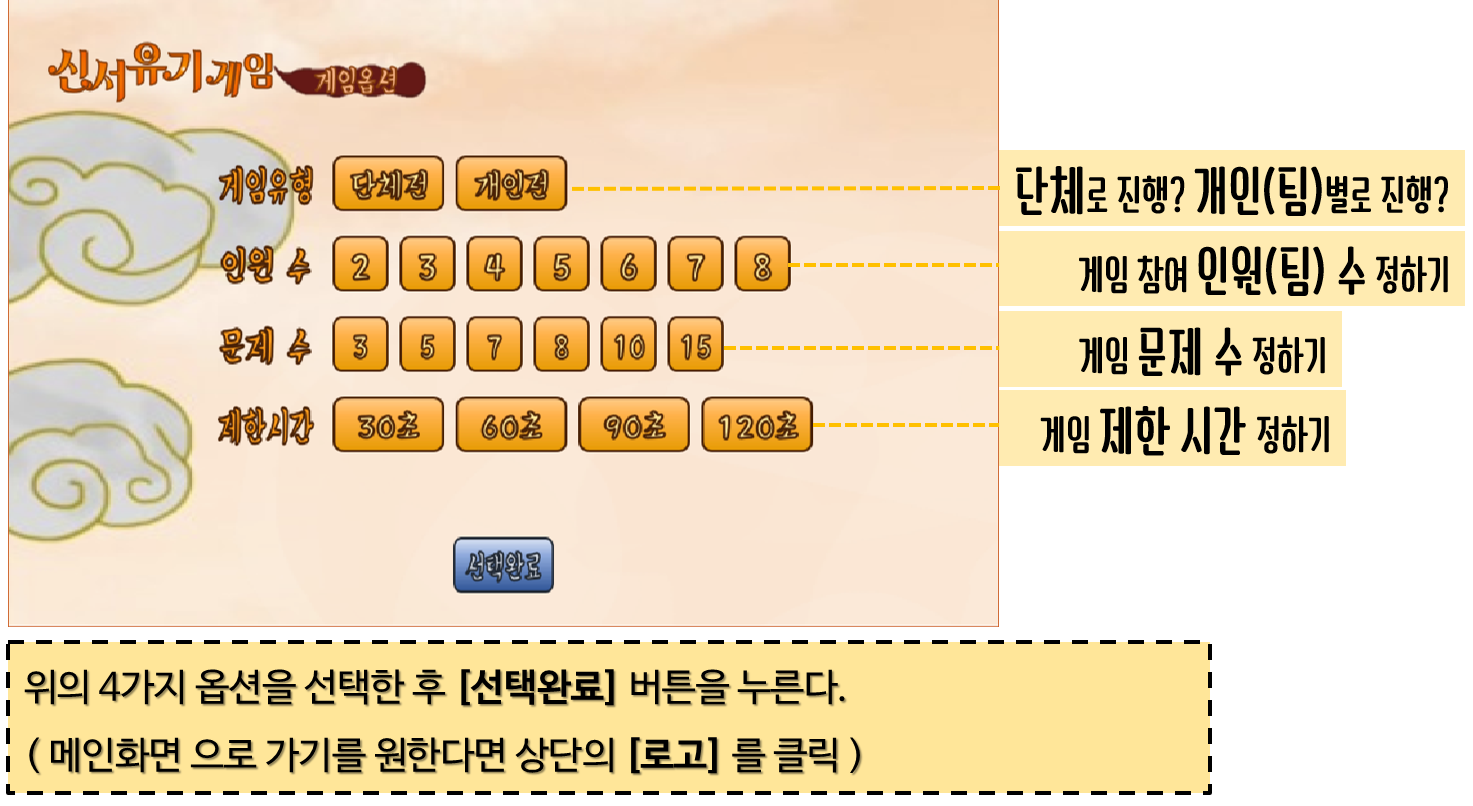 신서유기게임 게임옵션
게임유형 단체전 개인전
단체로 진행? 개인(팀)별로 진행?
인원 수 2 3 4 5 6 7 8
게임 참여 인원(팀) 수 정하기
문제 수 3 5 7 8 10 15
게임 문제 수 정하기
제한시간 30초 60초 90초 120초
게임 제한 시간 정하기
선택완료
위의 4가지 옵션을 선택한 후 [선택완료] 버튼을 누른다.
( 메인화면 으로 가기를 원한다면 상단의 [로고] 를 클릭 )